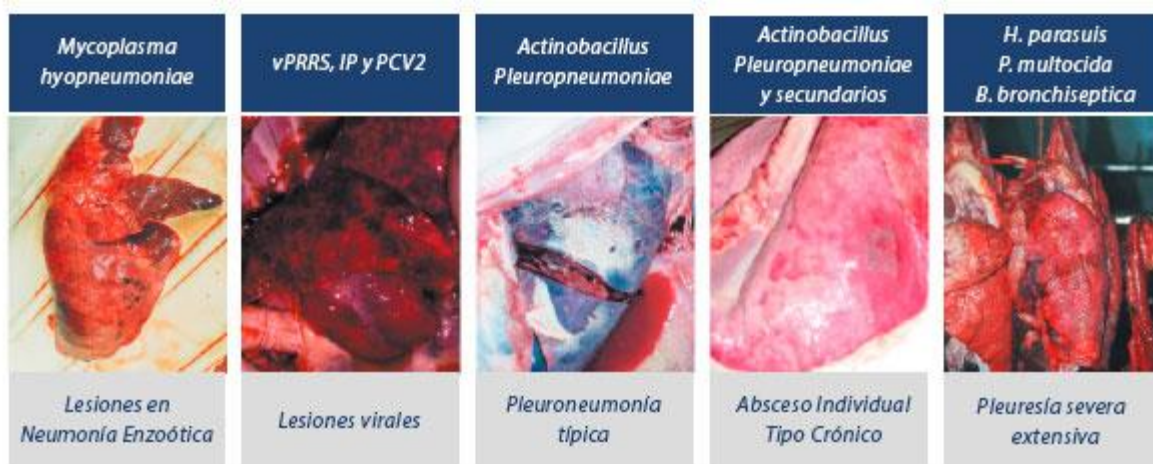 Mycoplasma
hyopneumoniae
vPRRS, IP y PCV2
Actinobacillus
Pleuropneumoniae
Actinobacillus
Pleuropneumoniae
y secundarios
H. parasuis
P. multocida
B. bronchiseptica
Lesiones en
Neumonía Enzoótica
Lesiones virales
Pleuroneumonía
típica
Absceso Individual
Tipo Crónico
Pleuresía severa
extensiva